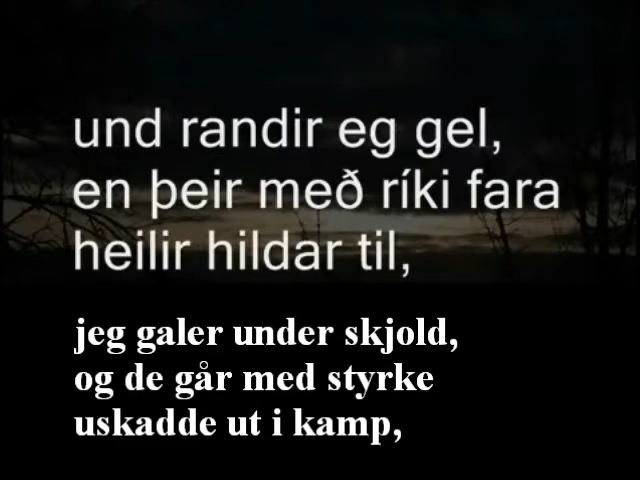 und randir eg gel,
en þeir með ríki fara
heilir hildar til,
jeg galer under skjold,
og de går med styrke
uskadde ut i kamp,